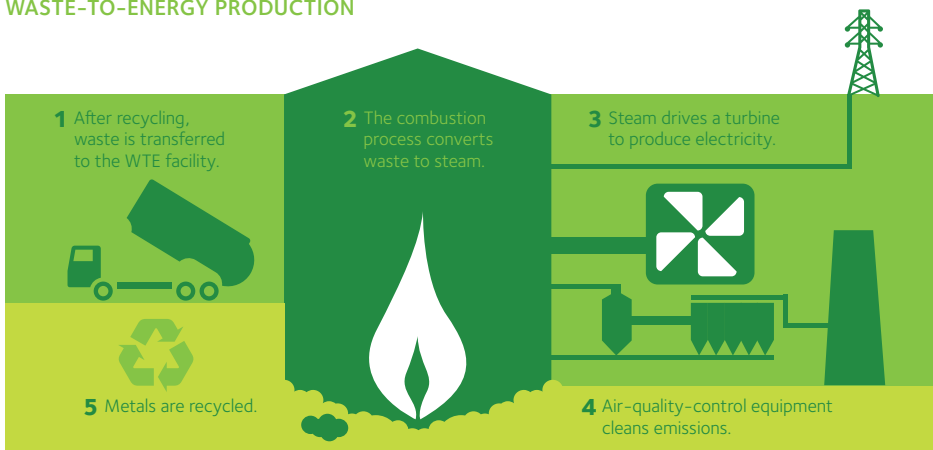 WASTE-TO-ENERGY PRODUCTION
1 After recycling,
waste is transferred
to the WTE facility.
2 The combustion
process converts
waste to steam.
3 Steam drives a turbine
to produce electricity.
4 Air-quality-control equipment
cleans emissions.
5 Metals are recycled.